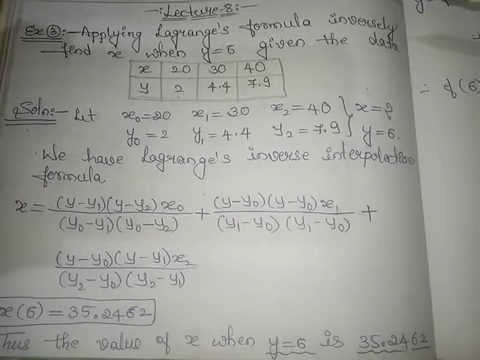 Lecture-8:-
Ex ③:- Applying Lagrange's formula inversely
find x when y=6 given the data
x 20 30 40
y 2 4.4 7.9
Soln:- Let x₀=20 x₁=30 x₂=40 } x=?
y₀=2 y₁=4.4 y₂=7.9 } y=6.
We have Lagrange's inverse interpolation
formula
x = (y-y₁)(y-y₂)x₀ / (y₀-y₁)(y₀-y₂) + (y-y₀)(y-y₀)x₁ / (y₁-y₀)(y₁-y₀) +
(y-y₀)(y-y₁)x₂ / (y₂-y₀)(y₂-y₁)
x(6) = 35.2462
Thus the value of x when y=6 is 35.2462
∴ f(6)